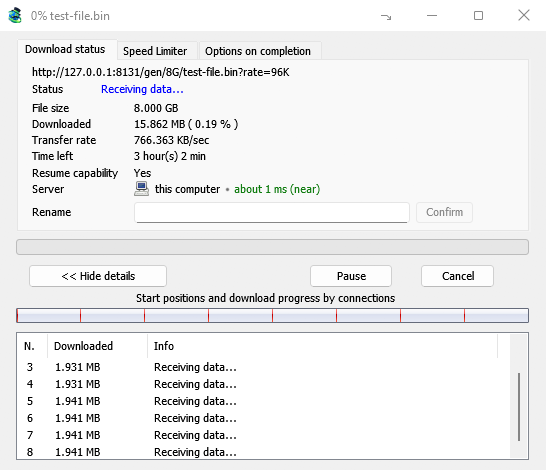 0% test-file.bin
Download status Speed Limiter Options on completion
http://127.0.0.1:8131/gen/8G/test-file.bin?rate=96K
Status Receiving data...
File size 8.000 GB
Downloaded 15.862 MB ( 0.19 % )
Transfer rate 766.363 KB/sec
Time left 3 hour(s) 2 min
Resume capability Yes
Server this computer • about 1 ms (near)
Rename Confirm
<< Hide details Pause Cancel
Start positions and download progress by connections
N. Downloaded Info
3 1.931 MB Receiving data...
4 1.931 MB Receiving data...
5 1.941 MB Receiving data...
6 1.941 MB Receiving data...
7 1.941 MB Receiving data...
8 1.941 MB Receiving data...